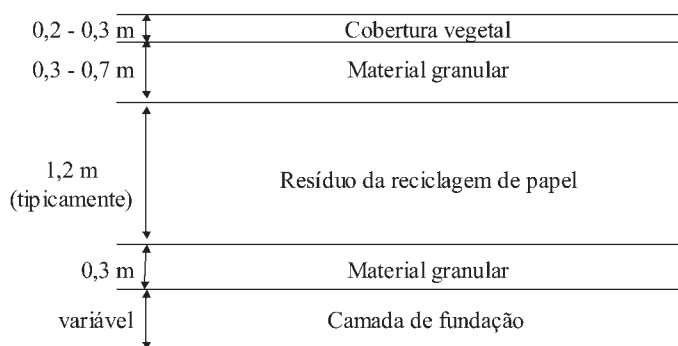 0,2 - 0,3 m
Cobertura vegetal
0,3 - 0,7 m
Material granular
1,2 m
(tipicamente)
Resíduo da reciclagem de papel
0,3 m
Material granular
variável
Camada de fundação